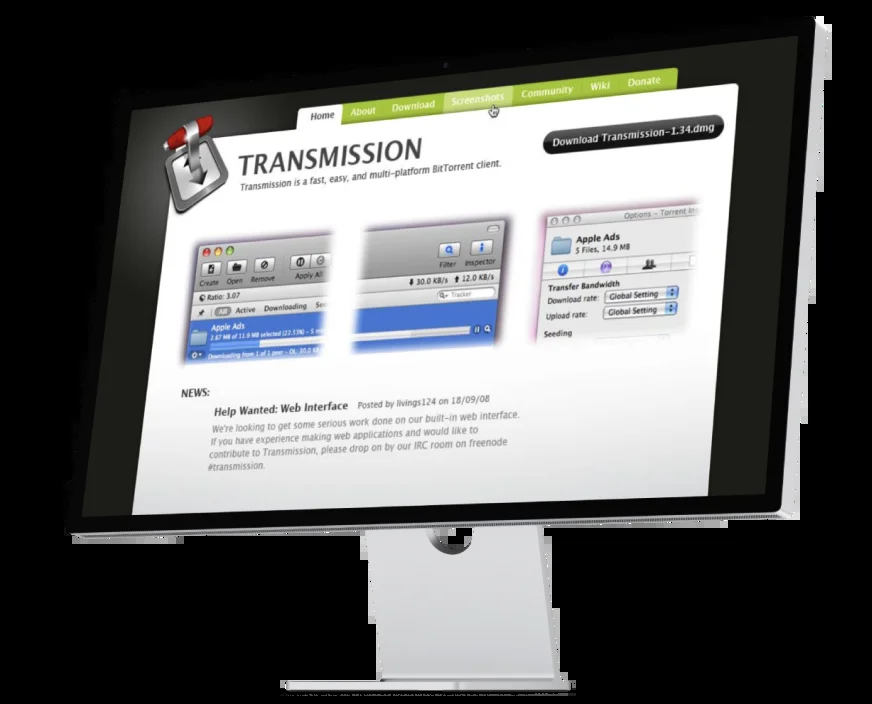 Home About Download Screenshots Community Wiki Donate
Download Transmission-1.34.dmg
TRANSMISSION
Transmission is a fast, easy, and multi-platform BitTorrent client.
Create Open Remove Apply All
Ratio: 3.07
All Active Downloading
Apple Ads
2.67 MB of 11.9 MB selected (22.53%) - 5
Downloading from 1 of 1 peer - DL: 30.0
Filter Inspector
30.0 KB/s 12.0 KB/s
Tracker
Options - Torrent
Apple Ads
5 Files, 14.9 MB
Transfer Bandwidth
Download rate: Global Setting
Upload rate: Global Setting
Seeding
NEWS:
Help Wanted: Web Interface Posted by livings124 on 18/09/08
We're looking to get some serious work done on our built-in web interface.
If you have experience making web applications and would like to
contribute to Transmission, please drop on by our IRC room on freenode
#transmission.